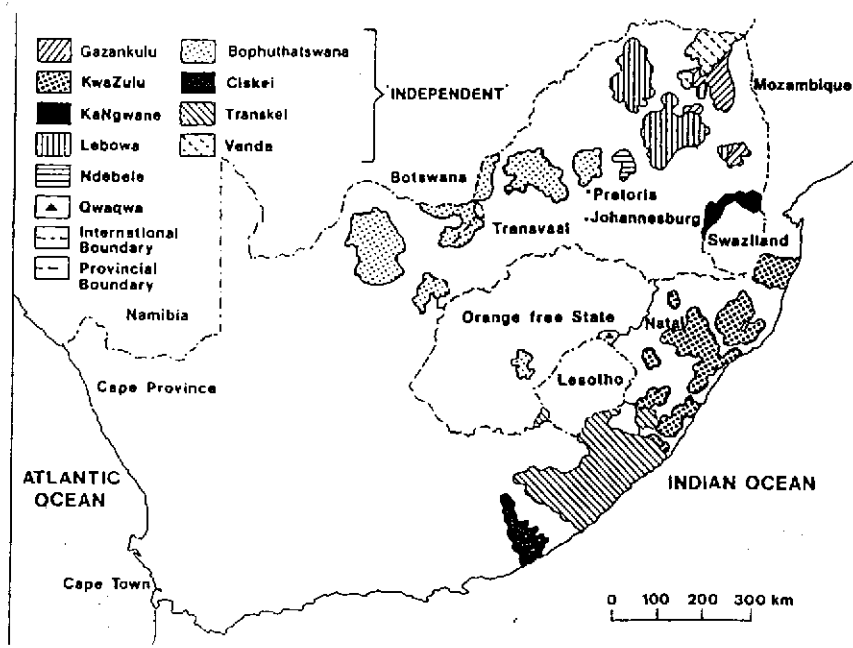 Gazankulu
KwaZulu
KaNgwane
Lebowa
Ndebele
Qwaqwa
International
Boundary
Provincial
Boundary
Bophuthatswana
Ciskei
Transkei
Venda
'INDEPENDENT'
Mozambique
Botswana
Pretoria
Johannesburg
Transvaal
Swaziland
Namibia
Orange free State
Natal
Lesotho
Cape Province
ATLANTIC
OCEAN
INDIAN OCEAN
Cape Town
0 100 200 300 km